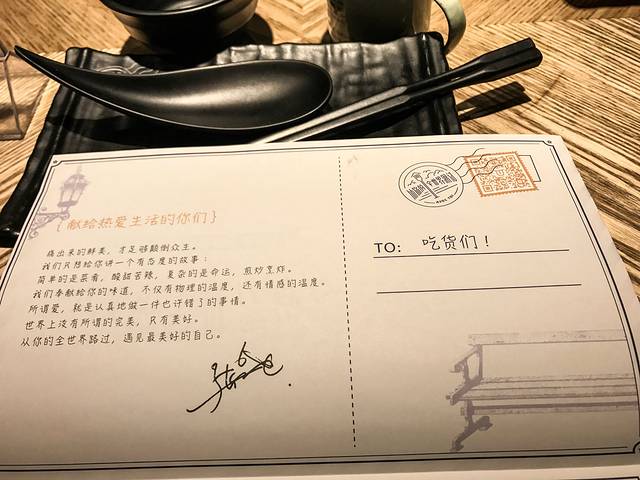 {献给热爱生活的你们}
痛出来的鲜美，才足够颠倒众生。
我们只想给你讲一个有态度的故事：
简单的是菜肴，酸甜苦辣，复杂的是命运，煎炒烹炸。
我们奉献给你的味道，不仅有物理的温度，还有情感的温度。
所谓爱，就是认真地做一件也许错了的事情。
世界上没有所谓的完美，只有美好。
从你的全世界路过，遇见最美好的自己。
TO: 吃货们！